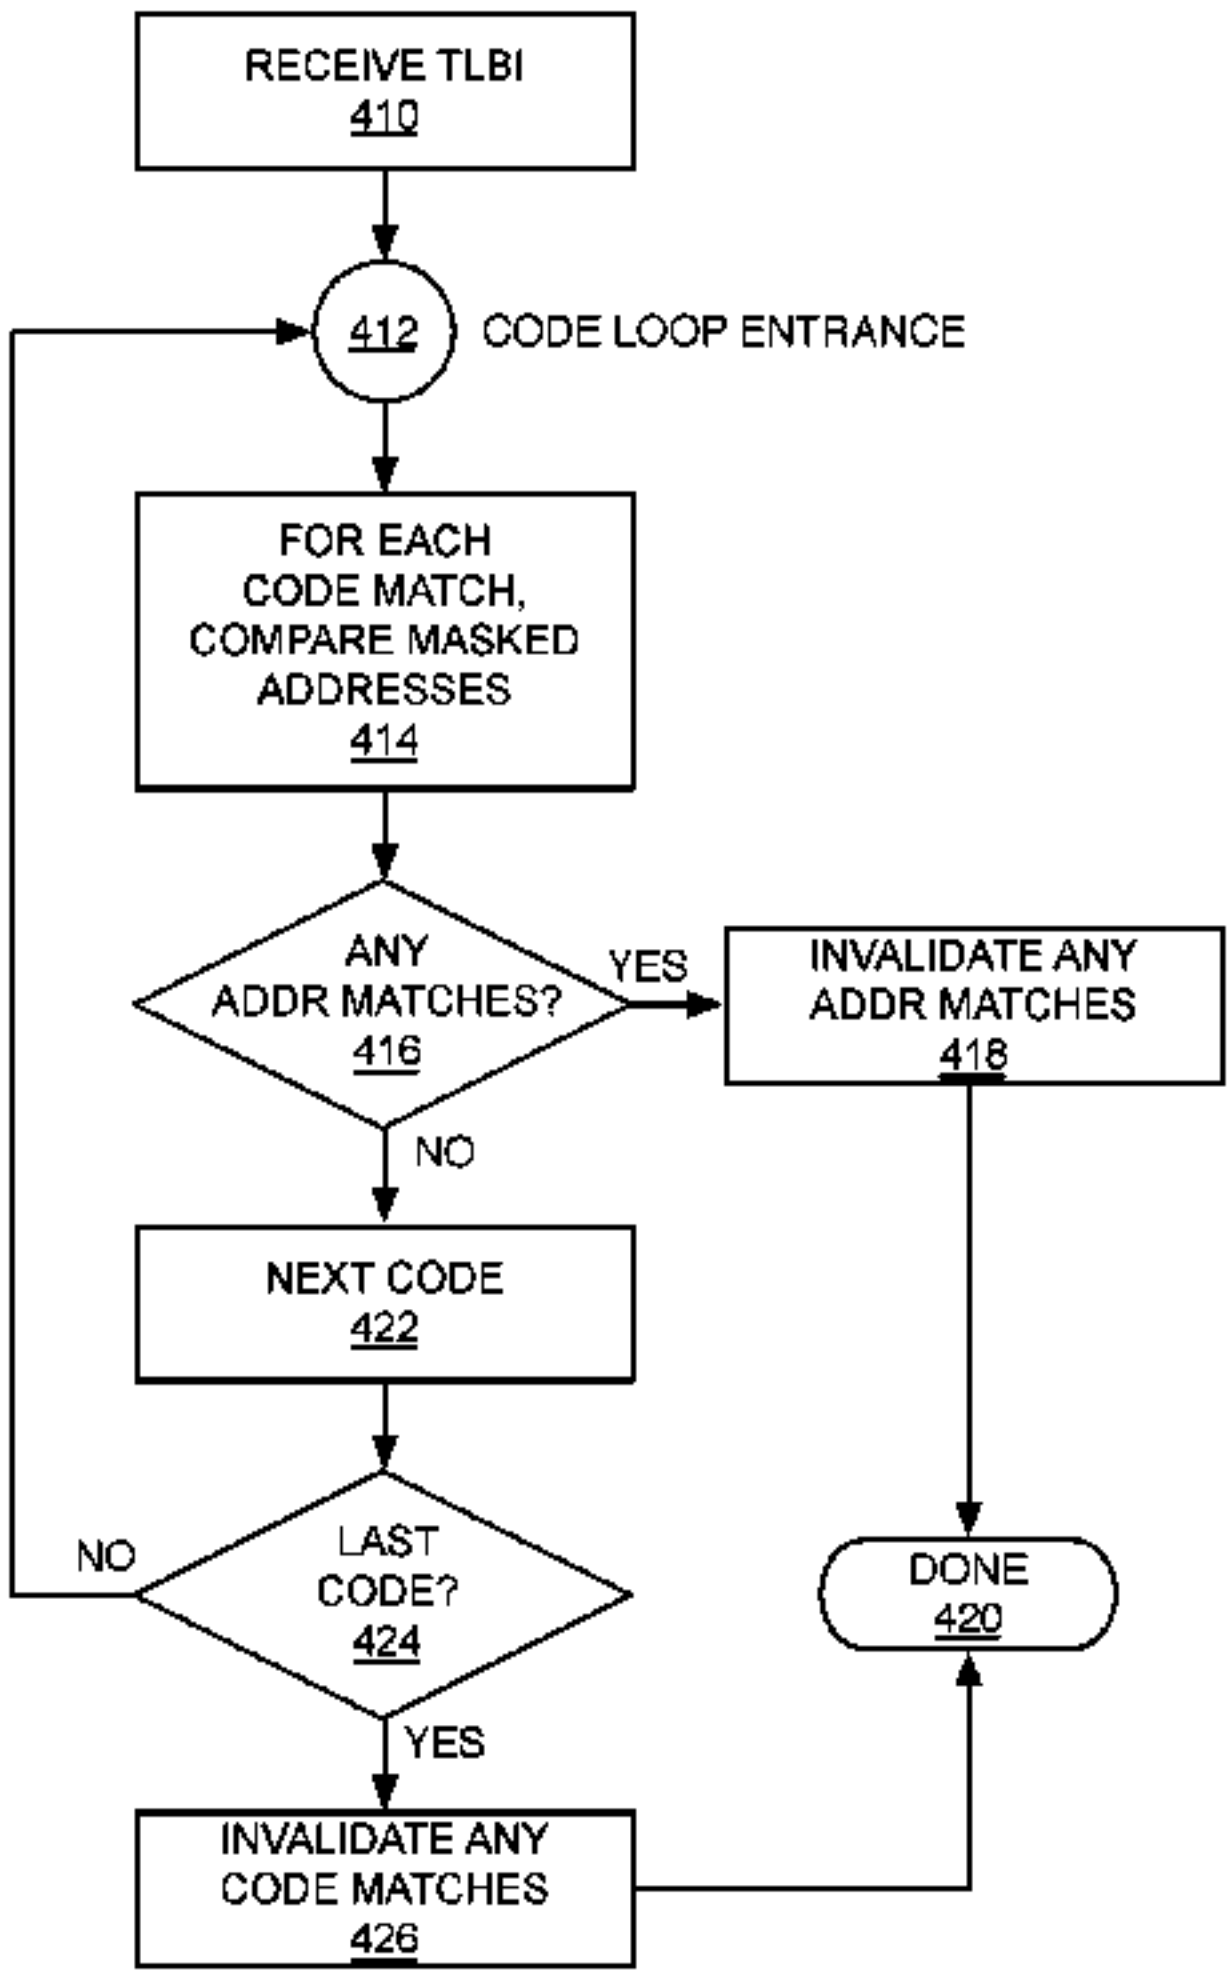 RECEIVE TLBI
410
412
CODE LOOP ENTRANCE
FOR EACH
CODE MATCH,
COMPARE MASKED
ADDRESSES
414
ANY
ADDR MATCHES?
416
YES
INVALIDATE ANY
ADDR MATCHES
418
NO
NEXT CODE
422
LAST
CODE?
424
NO
DONE
420
YES
INVALIDATE ANY
CODE MATCHES
426